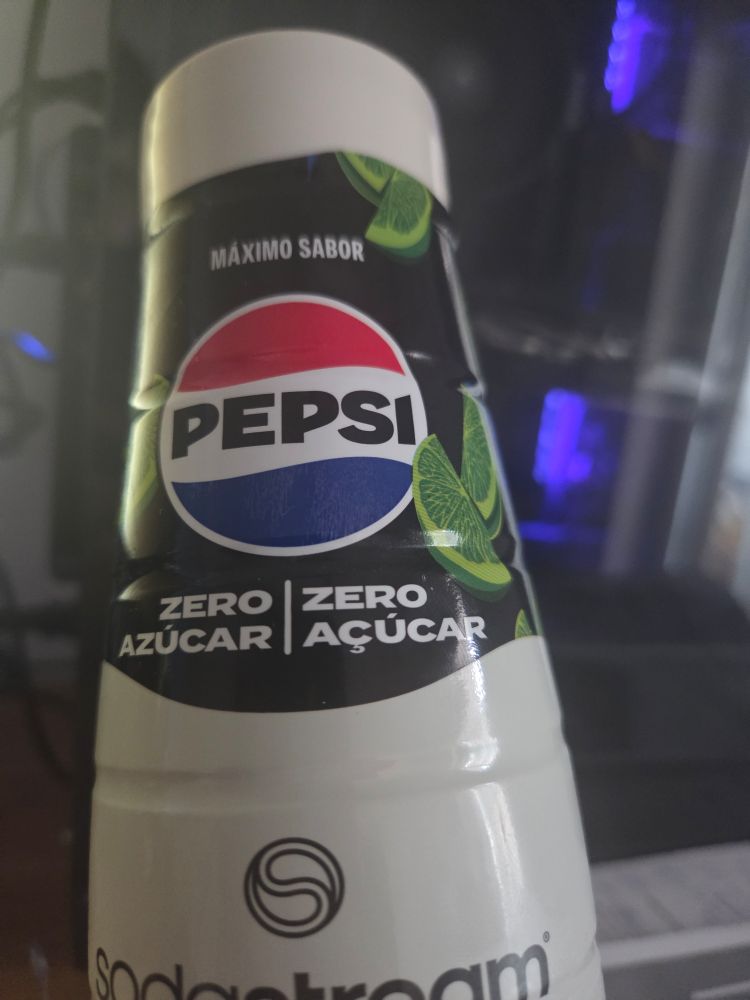 MÁXIMO SABOR
PEPSI
ZERO AZÚCAR
ZERO AÇÚCAR
sodastream®